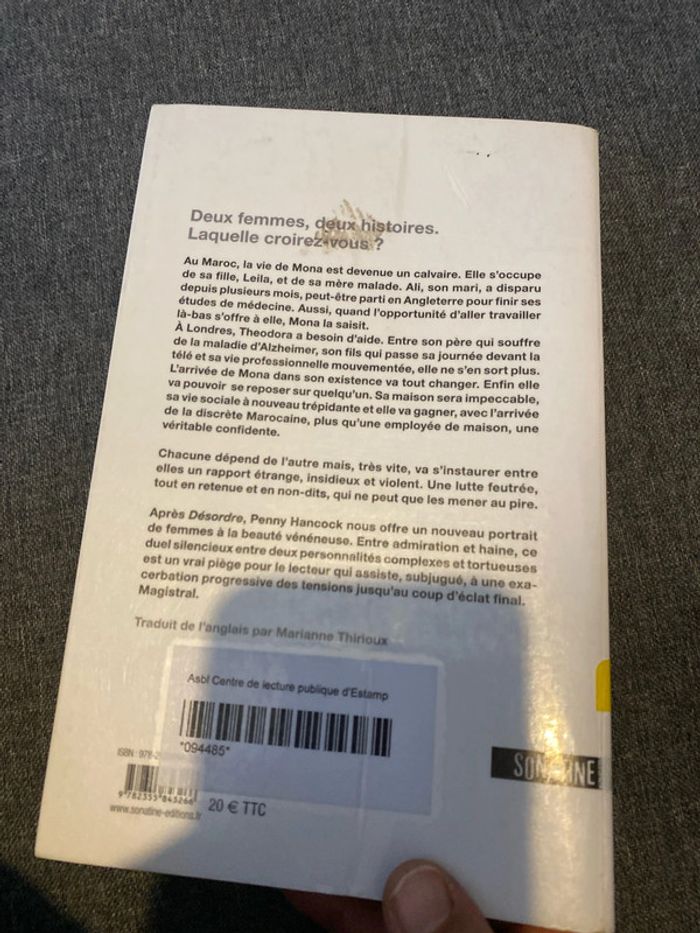 Deux femmes, deux histoires.
Laquelle croirez-vous ?
Au Maroc, la vie de Mona est devenue un calvaire. Elle s'occupe
de sa fille, Leila, et de sa mère malade. Ali, son mari, a disparu
depuis plusieurs mois, peut-être parti en Angleterre pour finir ses
études de médecine. Aussi, quand l'opportunité d'aller travailler
là-bas s'offre à elle, Mona la saisit.
À Londres, Theodora a besoin d'aide. Entre son père qui souffre
de la maladie d'Alzheimer, son fils qui passe sa journée devant la
télé et sa vie professionnelle mouvementée, elle ne s'en sort plus.
L'arrivée de Mona dans son existence va tout changer. Enfin elle
va pouvoir se reposer sur quelqu'un. Sa maison sera impeccable,
sa vie sociale à nouveau trépidante et elle va gagner, avec l'arrivée
de la discrète Marocaine, plus qu'une employée de maison, une
véritable confidente.
Chacune dépend de l'autre mais, très vite, va s'instaurer entre
elles un rapport étrange, insidieux et violent. Une lutte feutrée,
tout en retenue et en non-dits, qui ne peut que les mener au pire.
Après Désordre, Penny Hancock nous offre un nouveau portrait
de femmes à la beauté vénéneuse. Entre admiration et haine, ce
duel silencieux entre deux personnalités complexes et tortueuses
est un vrai piège pour le lecteur qui assiste, subjugué, à une exa-
cerbation progressive des tensions jusqu'au coup d'éclat final.
Magistral.
Traduit de l'anglais par Marianne Thirioux
Asbl Centre de lecture publique d'Estamp
*094485*
ISBN : 978-2
9 782355 843266
www.sonatine-editions.fr
20 € TTC
SONATINE